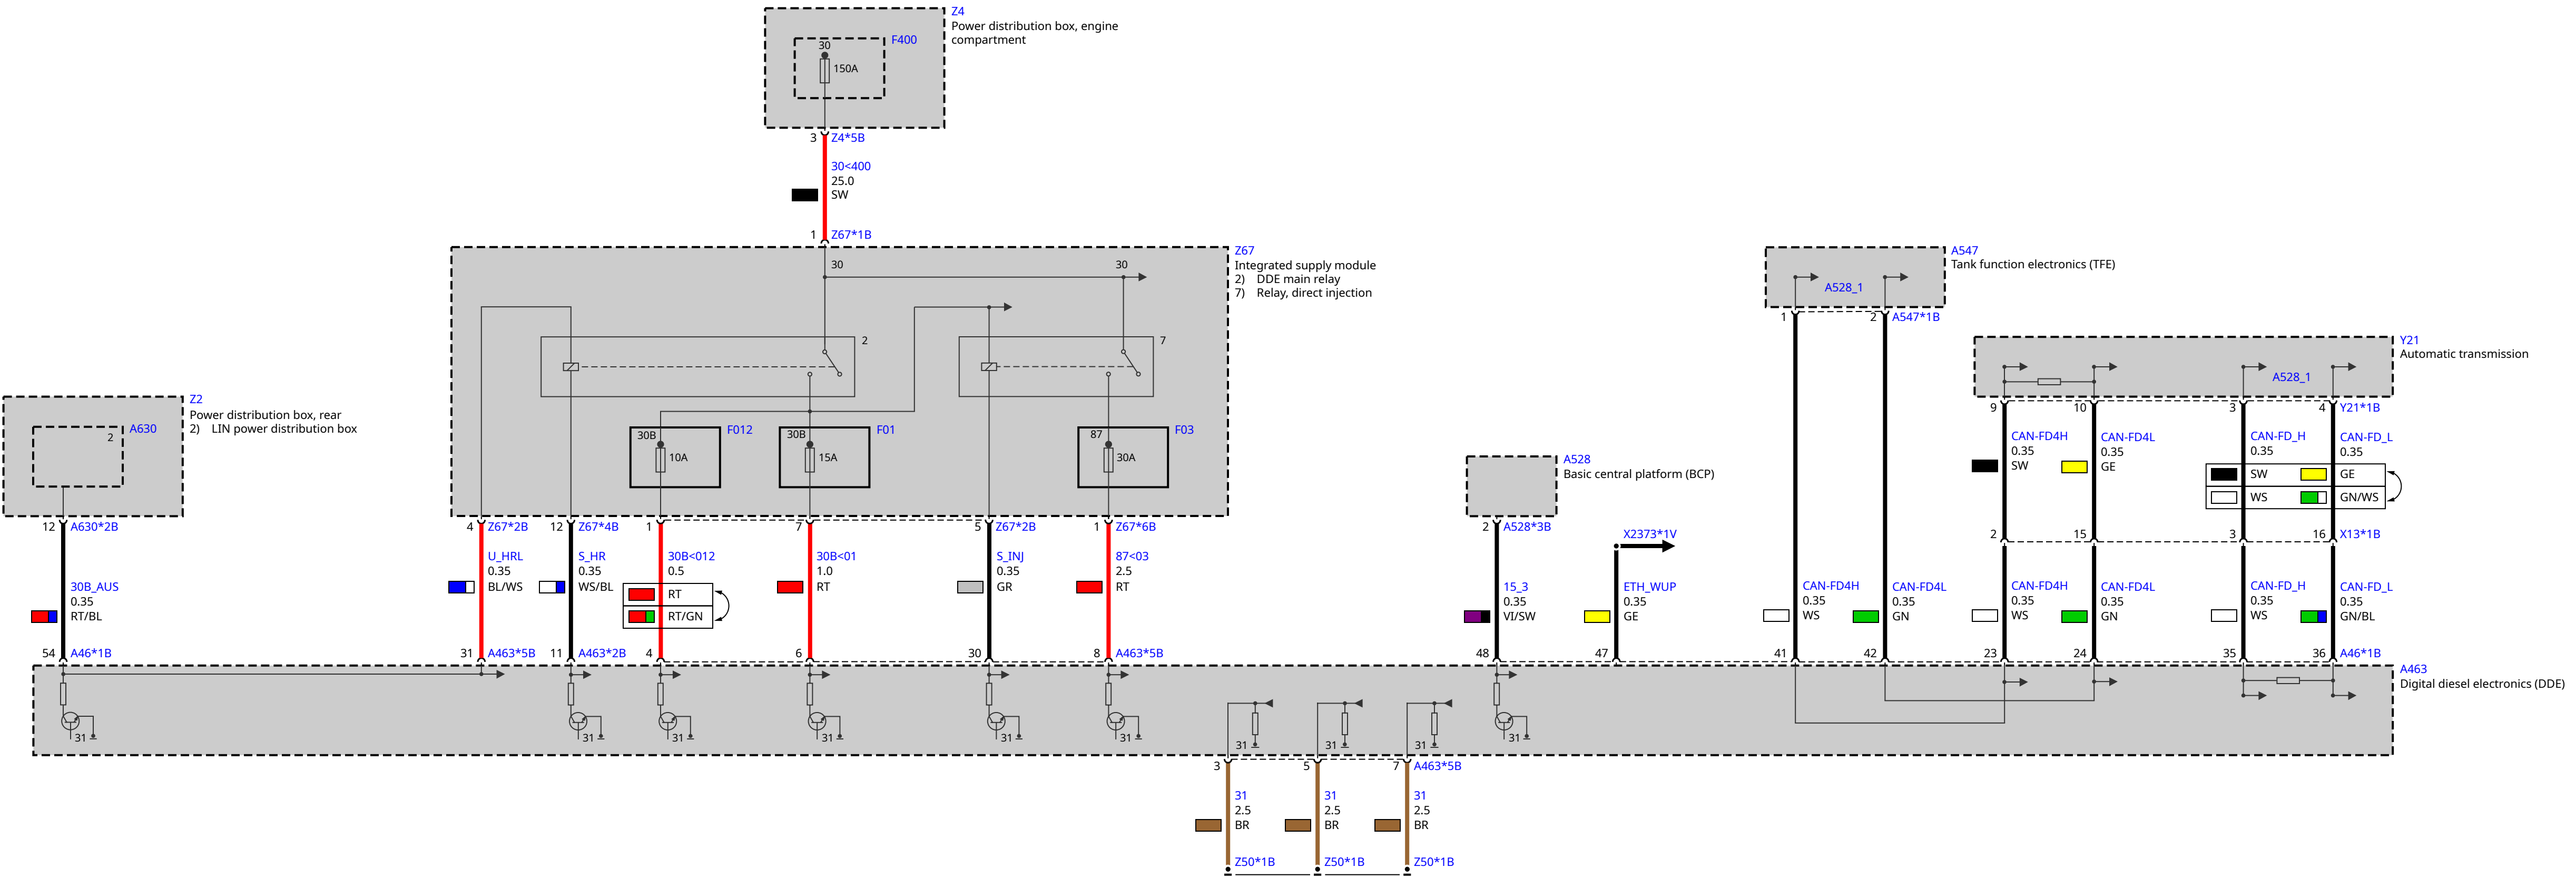 Z4
Power distribution box, engine
compartment
F400
30
150A
3 Z4*5B
30<400
25.0
SW
1 Z67*1B
Z67
Integrated supply module
2) DDE main relay
7) Relay, direct injection
30 30
2 7
30B F012
10A
30B F01
15A
87 F03
30A
A547
Tank function electronics (TFE)
A528_1
1 2 A547*1B
Y21
Automatic transmission
A528_1
9 10 3 4 Y21*1B
CAN-FD4H
0.35
SW
CAN-FD4L
0.35
GE
CAN-FD_H
0.35
SW
WS
CAN-FD_L
0.35
GE
GN/WS
2 15 3 16 X13*1B
Z2
Power distribution box, rear
2) LIN power distribution box
A630
2
12 A630*2B
30B_AUS
0.35
RT/BL
54 A46*1B
4 Z67*2B
U_HRL
0.35
BL/WS
31 A463*5B
12 Z67*4B
S_HR
0.35
WS/BL
11 A463*2B
1
30B<012
0.5
RT
RT/GN
4
7
30B<01
1.0
RT
6
5 Z67*2B
S_INJ
0.35
GR
30
1 Z67*6B
87<03
2.5
RT
8 A463*5B
A528
Basic central platform (BCP)
2 A528*3B
15_3
0.35
VI/SW
48
X2373*1V
ETH_WUP
0.35
GE
47
CAN-FD4H
0.35
WS
41
CAN-FD4L
0.35
GN
42
CAN-FD4H
0.35
WS
23
CAN-FD4L
0.35
GN
24
CAN-FD_H
0.35
WS
35
CAN-FD_L
0.35
GN/BL
36 A46*1B
A463
Digital diesel electronics (DDE)
31 31 31 31 31 31 31 31 31 31
3 5 7 A463*5B
31
2.5
BR
31
2.5
BR
31
2.5
BR
Z50*1B Z50*1B Z50*1B